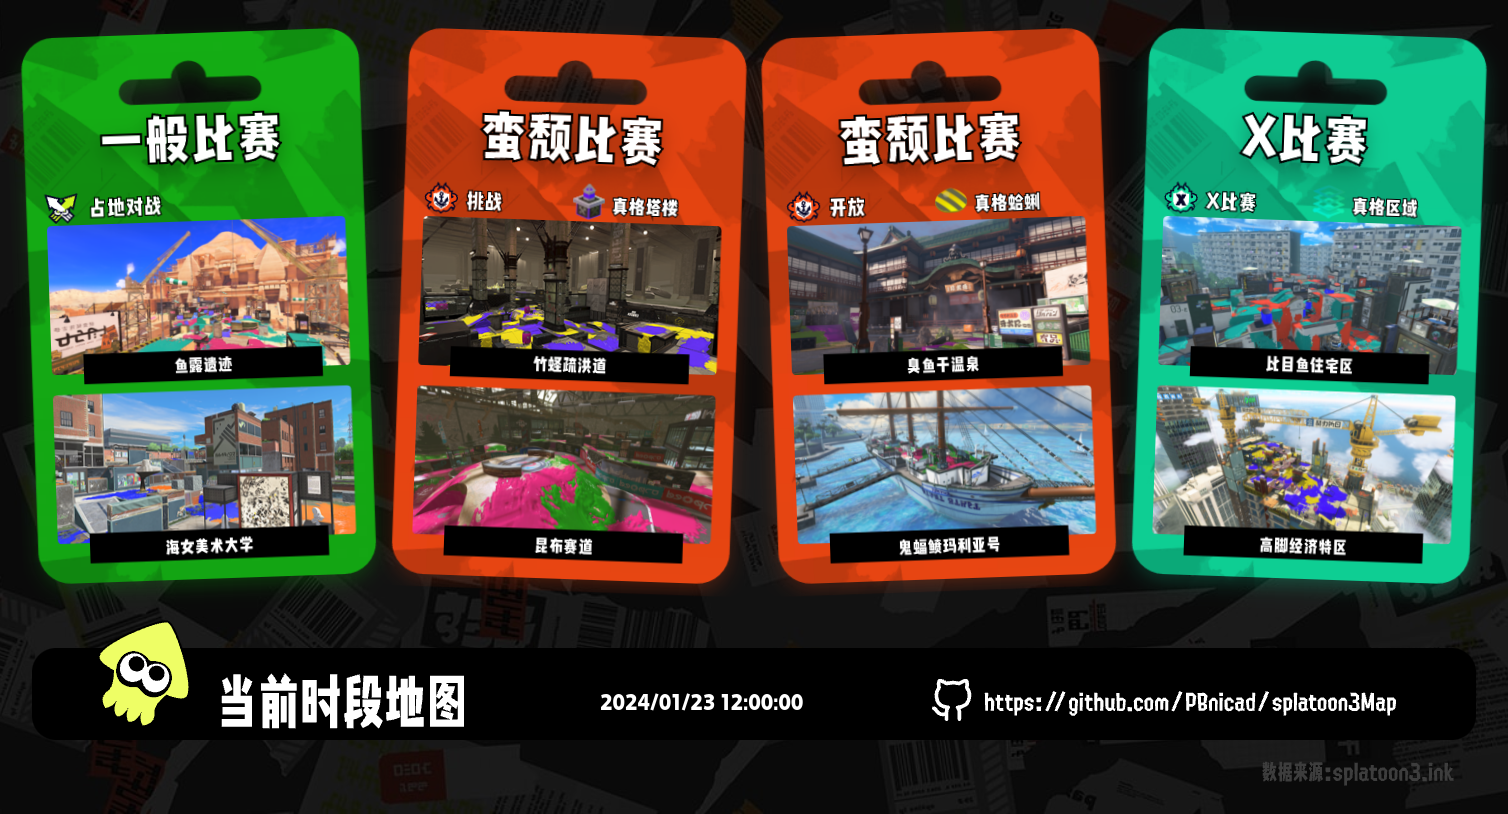 一般比赛
占地对战
鱼露遗迹
海女美术大学
蛮颓比赛
挑战
真格塔楼
竹蛏疏洪道
昆布赛道
蛮颓比赛
开放
真格蛤蜊
臭鱼干温泉
鬼蝠鲼玛利亚号
X比赛
X比赛
真格区域
比目鱼住宅区
高脚经济特区
当前时段地图
2024/01/23 12:00:00
https://github.com/PBnicad/splatoon3Map
数据来源:splatoon3.ink